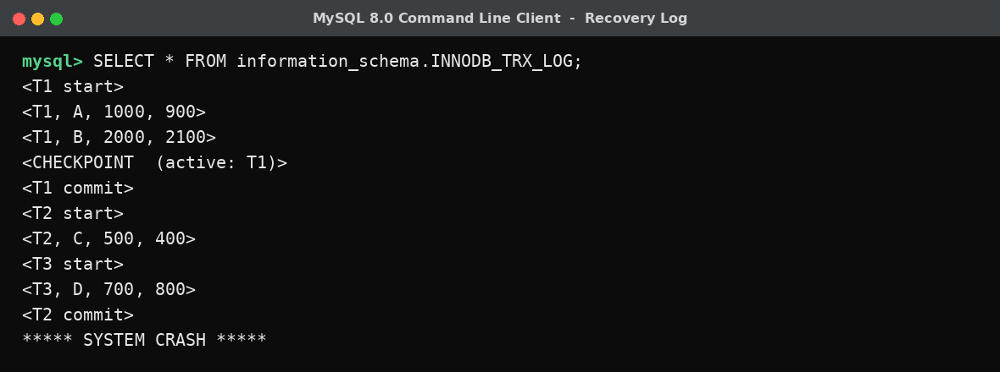 MySQL 8.0 Command Line Client - Recovery Log
mysql> SELECT * FROM information_schema.INNODB_TRX_LOG;
<T1 start>
<T1, A, 1000, 900>
<T1, B, 2000, 2100>
<CHECKPOINT  (active: T1)>
<T1 commit>
<T2 start>
<T2, C, 500, 400>
<T3 start>
<T3, D, 700, 800>
<T2 commit>
***** SYSTEM CRASH *****